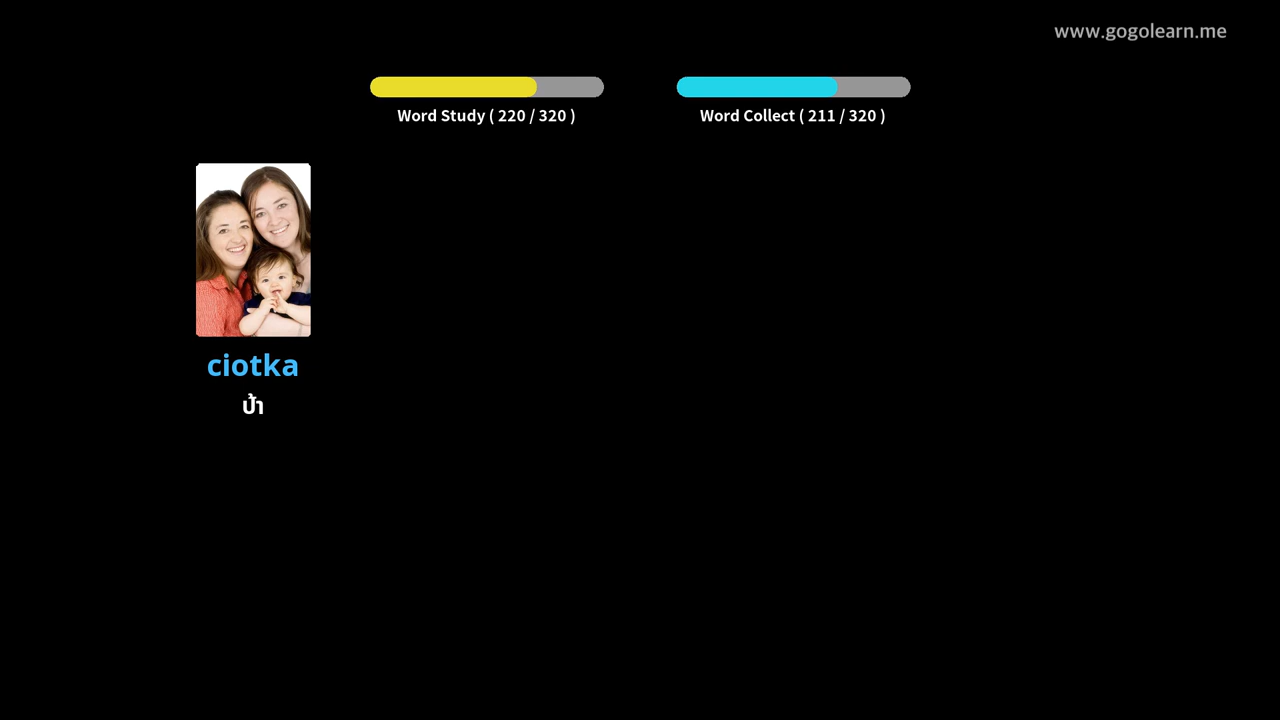 www.gogolearn.me
Word Study ( 220 / 320 )
Word Collect ( 211 / 320 )
ciotka
ป้า